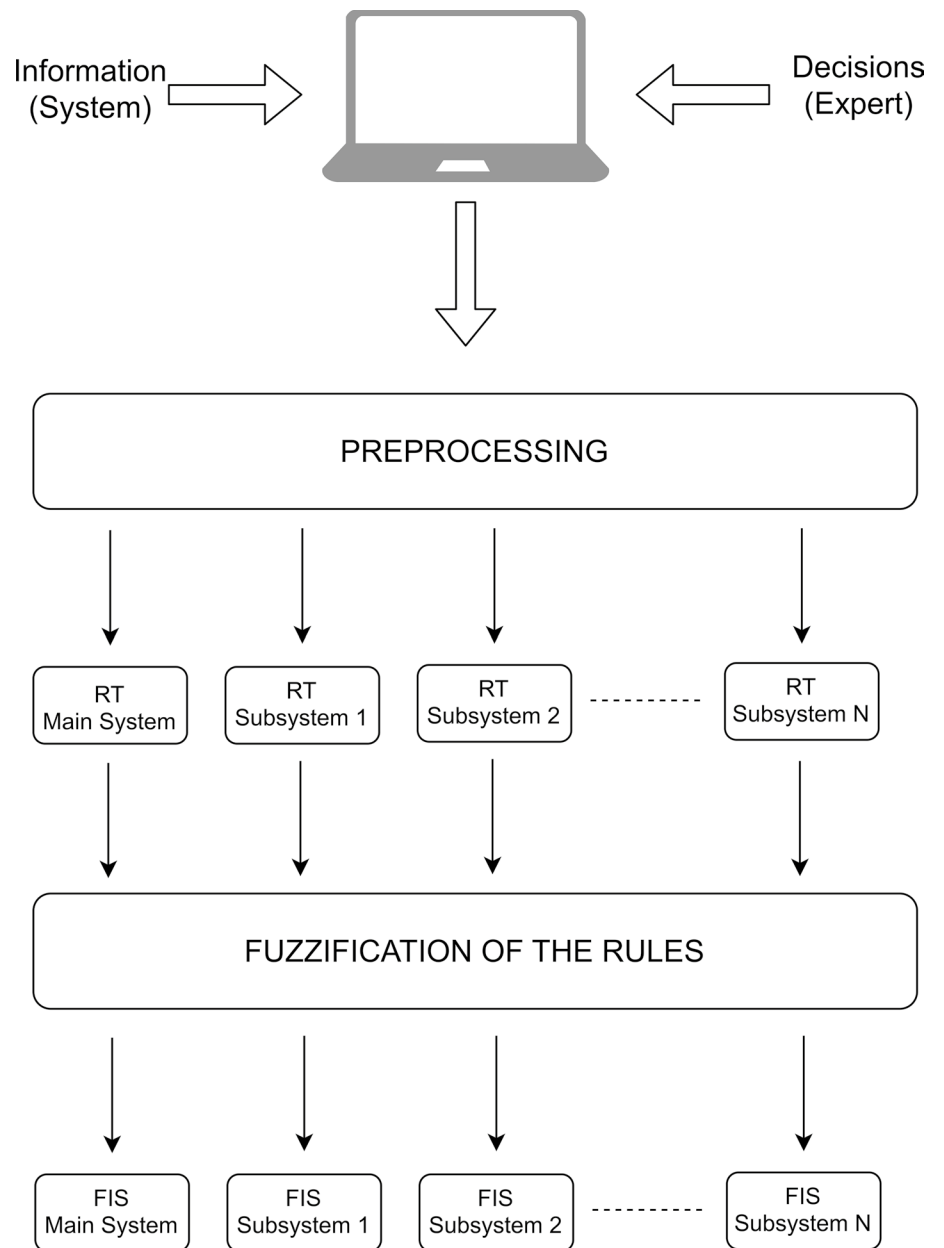 Information
(System)
Decisions
(Expert)
PREPROCESSING
RT
Main System
RT
Subsystem 1
RT
Subsystem 2
RT
Subsystem N
FUZZIFICATION OF THE RULES
FIS
Main System
FIS
Subsystem 1
FIS
Subsystem 2
FIS
Subsystem N